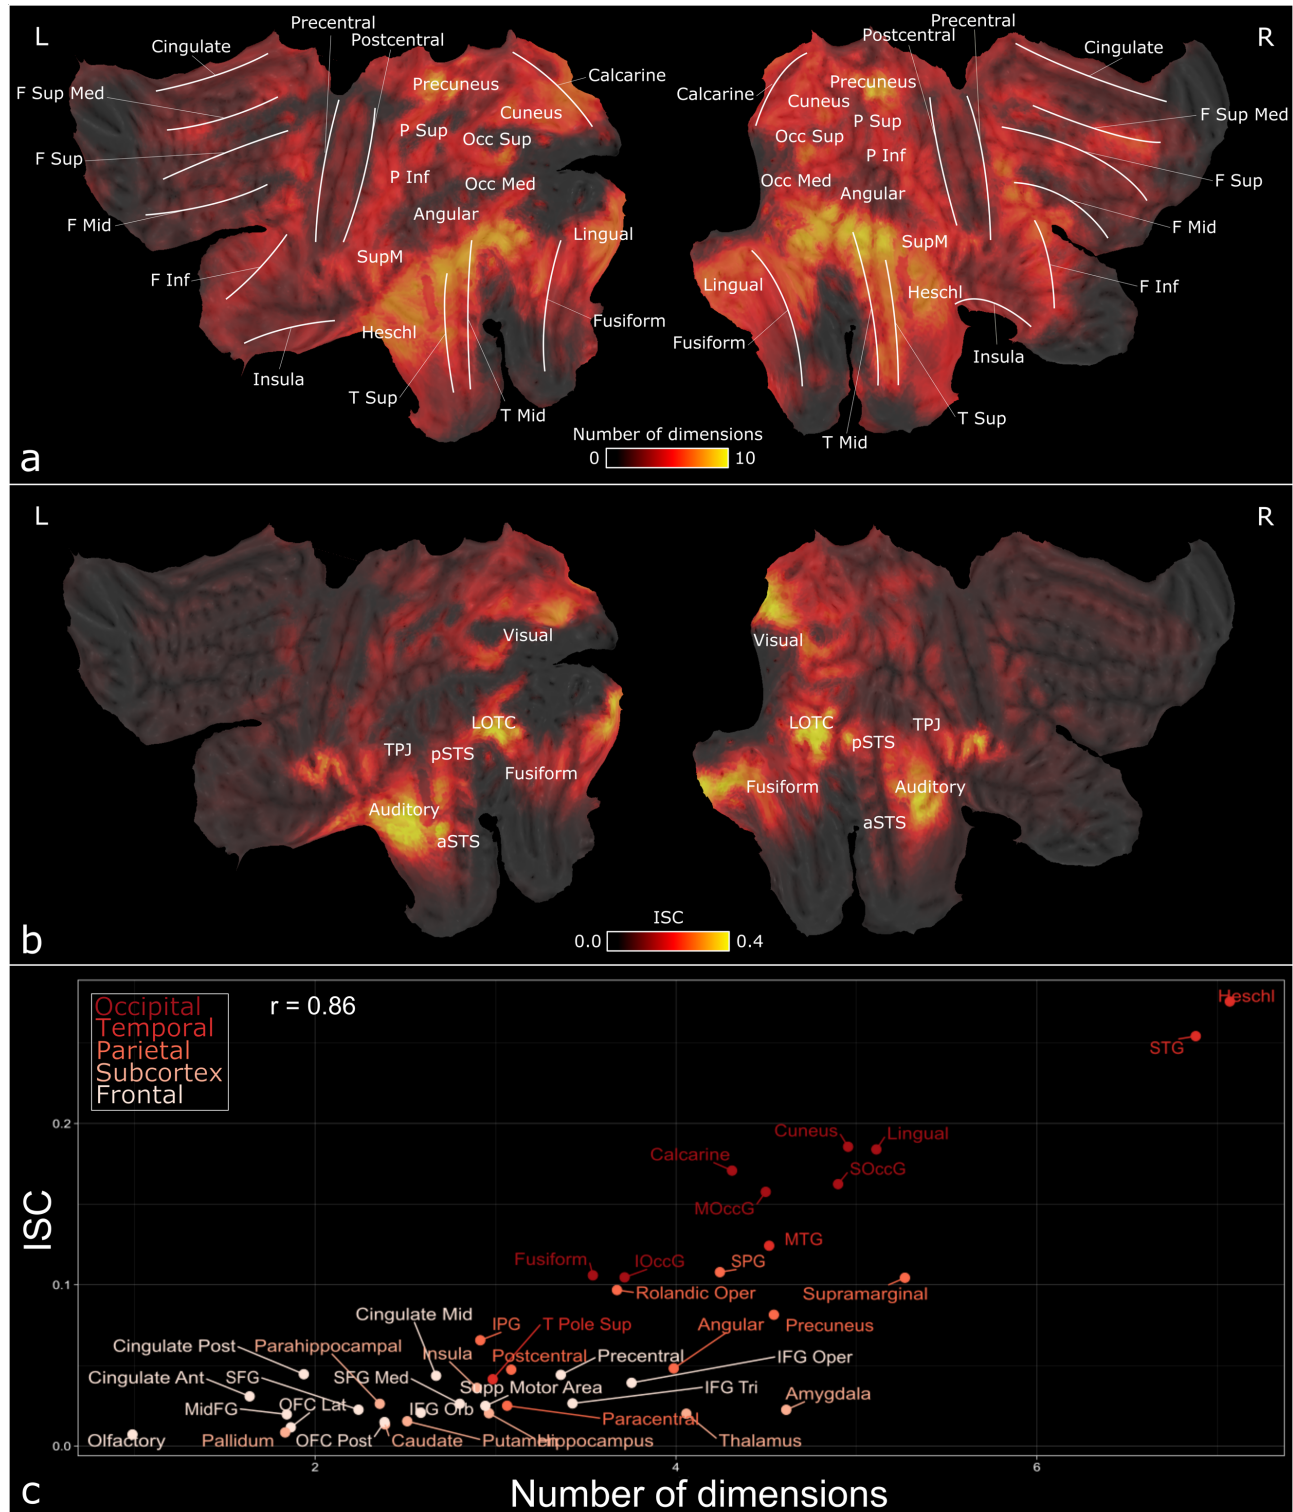 L
R
Precentral
Postcentral
Cingulate
F Sup Med
F Sup
F Mid
F Inf
Insula
Precuneus
Calcarine
Cuneus
P Sup
Occ Sup
P Inf
Occ Med
Angular
SupM
Lingual
Heschl
Fusiform
T Sup
T Mid
Precentral
Postcentral
Cingulate
Calcarine
Precuneus
Cuneus
P Sup
F Sup Med
Occ Sup
P Inf
Occ Med
Angular
F Sup
F Mid
SupM
Lingual
Heschl
F Inf
Fusiform
Insula
T Sup
T Mid
Number of dimensions
0 10
a
L
R
Visual
LOTC
TPJ
pSTS
Fusiform
Auditory
aSTS
Visual
LOTC
TPJ
pSTS
Fusiform
Auditory
aSTS
ISC
0.0 0.4
b
Occipital
Temporal
Parietal
Subcortex
Frontal
r = 0.86
Heschl
STG
0.2
Cuneus
Lingual
Calcarine
SOccG
MOccG
MTG
Fusiform
IOccG
SPG
0.1
Rolandic Oper
Supramarginal
Cingulate Mid
IPG
T Pole Sup
Angular
Precuneus
Cingulate Post
Parahippocampal
Insula
Postcentral
Precentral
IFG Oper
Cingulate Ant
SFG
SFG Med
Supp Motor Area
IFG Tri
Amygdala
MidFG
OFC Lat
IFG Orb
Paracentral
Olfactory
Pallidum
OFC Post
Caudate
Putamen
Hippocampus
Thalamus
0.0
2 4 6
ISC
Number of dimensions
c